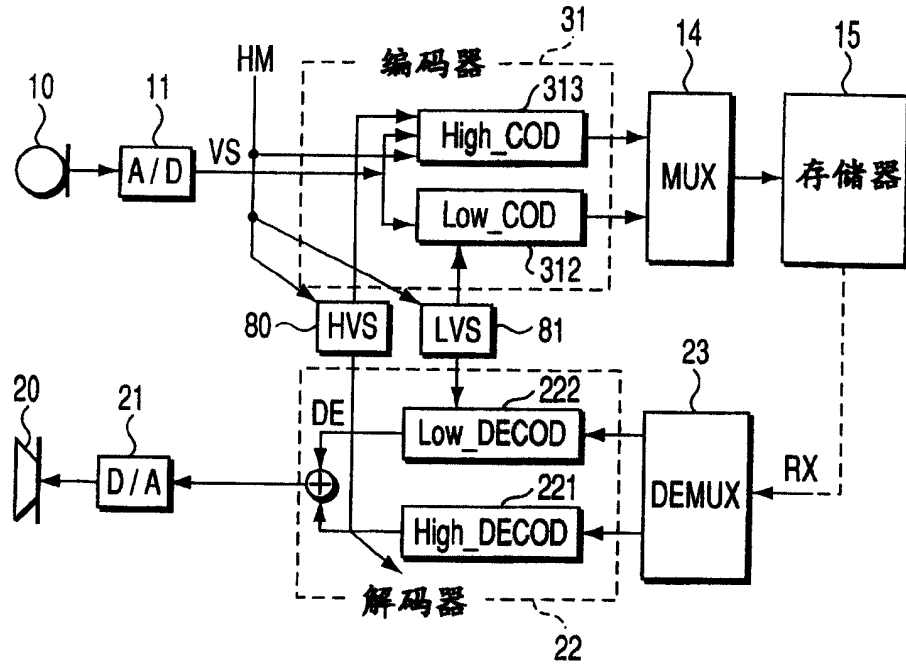 31
编码器
14
15
HM
10
11
313
VS
A/D
High_COD
MUX
存储器
Low_COD
312
80
HVS
LVS
81
23
20
21
DE
222
Low_DECOD
RX
D/A
221
DEMUX
High_DECOD
解码器
22